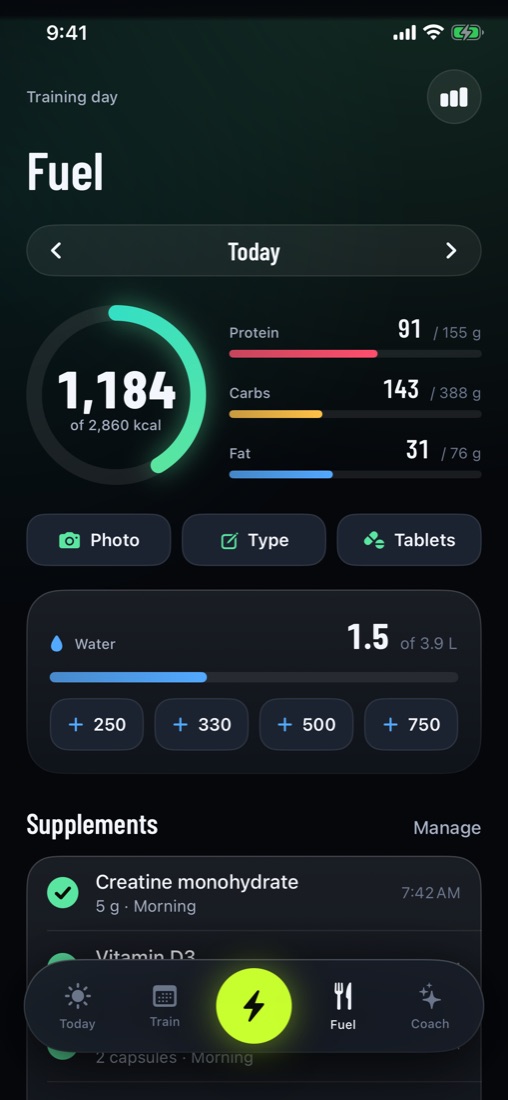 9:41
Training day
Fuel
Today
1,184
of 2,860 kcal
Protein 91 / 155 g
Carbs 143 / 388 g
Fat 31 / 76 g
Photo Type Tablets
Water 1.5 of 3.9 L
+ 250 + 330 + 500 + 750
Supplements Manage
Creatine monohydrate
7:42 AM
5 g · Morning
Vitamin D3
2 capsules · Morning
Today Train Fuel Coach